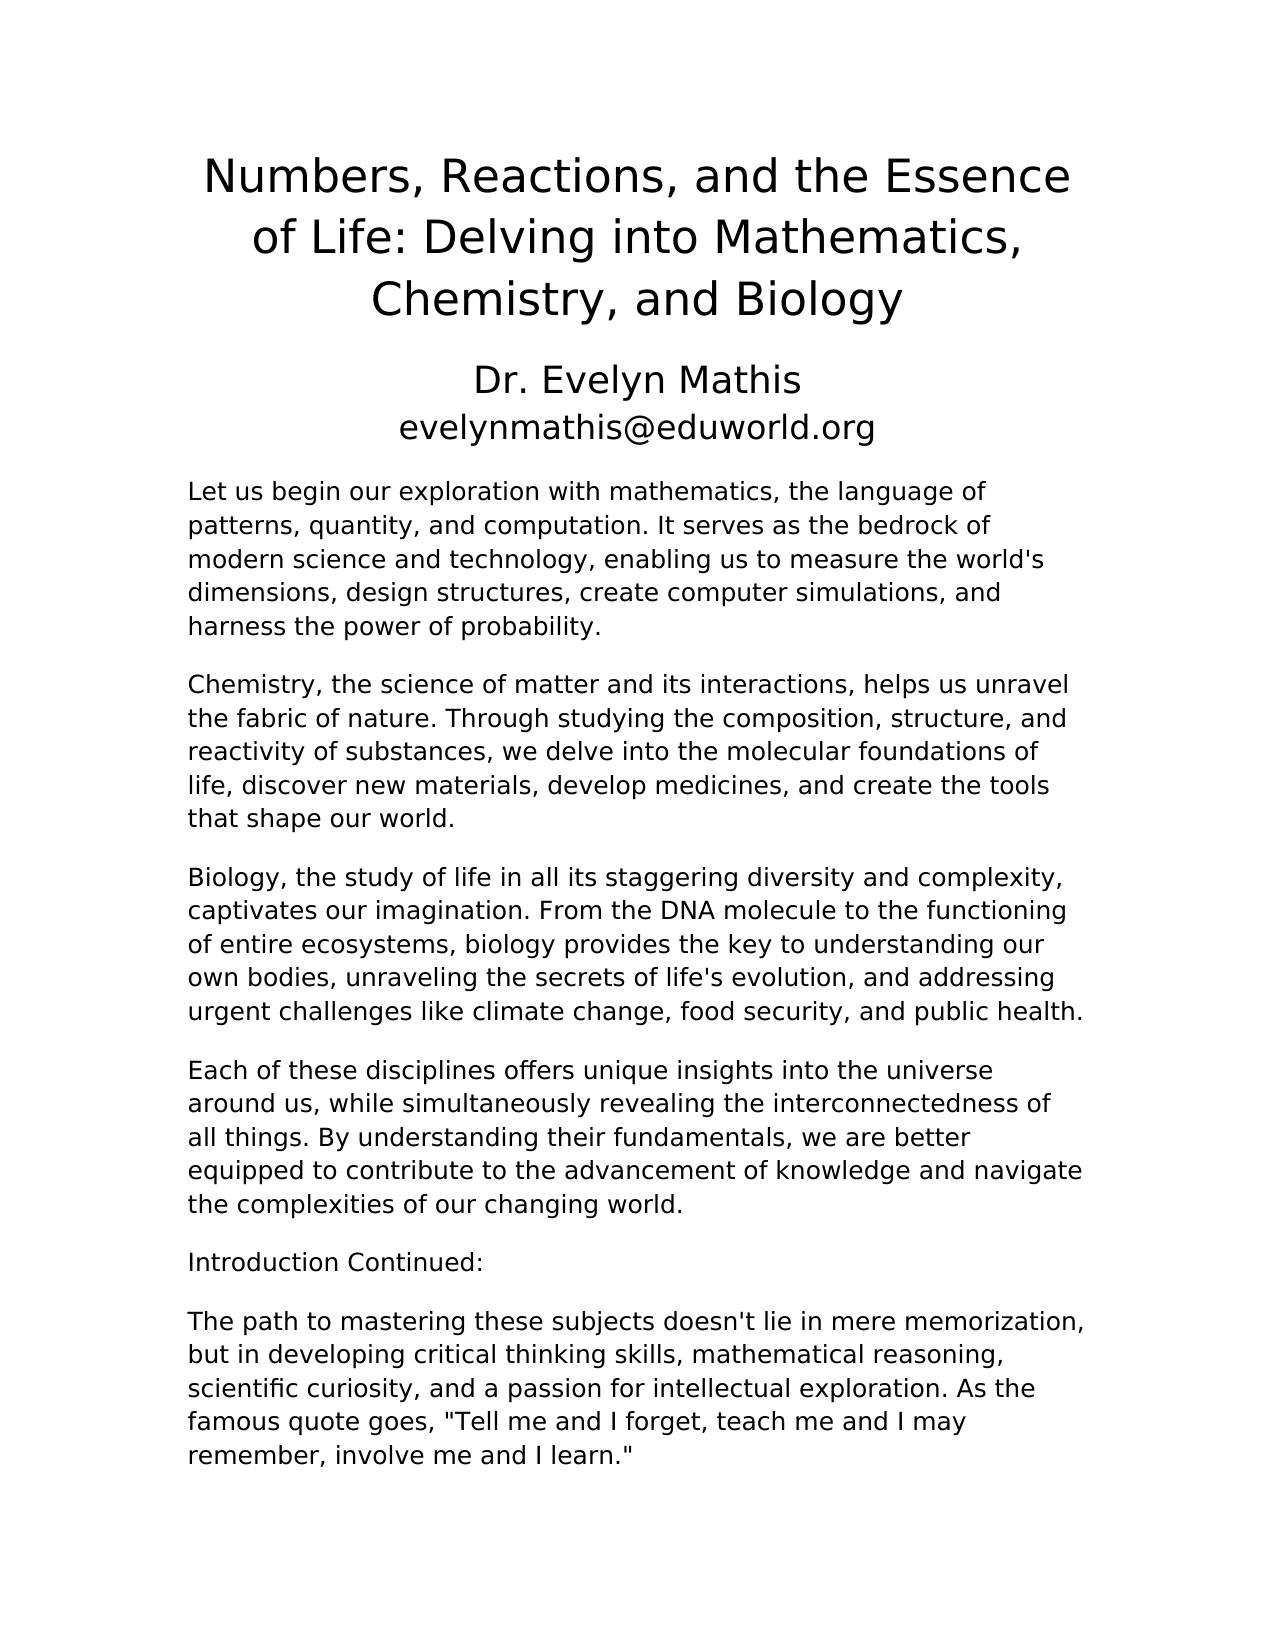 Numbers, Reactions, and the Essence
of Life: Delving into Mathematics,
Chemistry, and Biology
Dr. Evelyn Mathis
evelynmathis@eduworld.org
Let us begin our exploration with mathematics, the language of
patterns, quantity, and computation. It serves as the bedrock of
modern science and technology, enabling us to measure the world's
dimensions, design structures, create computer simulations, and
harness the power of probability.
Chemistry, the science of matter and its interactions, helps us unravel
the fabric of nature. Through studying the composition, structure, and
reactivity of substances, we delve into the molecular foundations of
life, discover new materials, develop medicines, and create the tools
that shape our world.
Biology, the study of life in all its staggering diversity and complexity,
captivates our imagination. From the DNA molecule to the functioning
of entire ecosystems, biology provides the key to understanding our
own bodies, unraveling the secrets of life's evolution, and addressing
urgent challenges like climate change, food security, and public health.
Each of these disciplines offers unique insights into the universe
around us, while simultaneously revealing the interconnectedness of
all things. By understanding their fundamentals, we are better
equipped to contribute to the advancement of knowledge and navigate
the complexities of our changing world.
Introduction Continued:
The path to mastering these subjects doesn't lie in mere memorization,
but in developing critical thinking skills, mathematical reasoning,
scientific curiosity, and a passion for intellectual exploration. As the
famous quote goes, "Tell me and I forget, teach me and I may
remember, involve me and I learn."